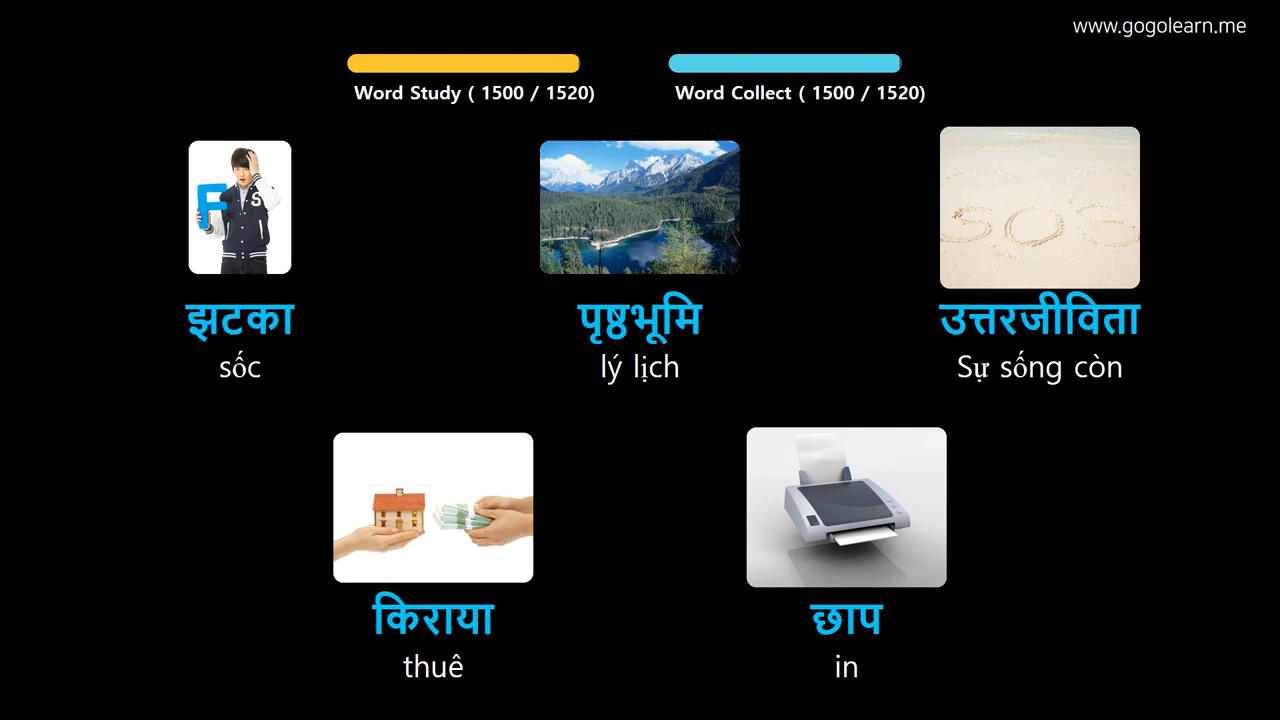 www.gogolearn.me
Word Study ( 1500 / 1520)
Word Collect ( 1500 / 1520)
F
S
SOS
झटका
पृष्ठभूमि
उत्तरजीविता
sốc
lý lịch
Sự sống còn
किराया
छाप
thuê
in